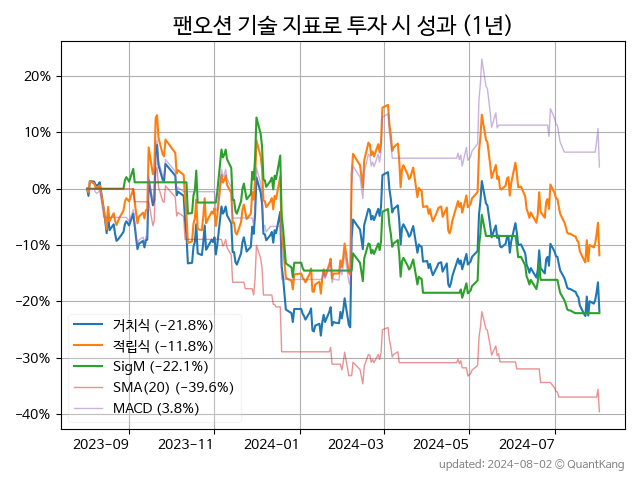 팬오션 기술 지표로 투자 시 성과 (1년)
20%
10%
0%
−10%
−20%
−30%
−40%
거치식 (−21.8%)
적립식 (−11.8%)
SigM (−22.1%)
SMA(20) (−39.6%)
MACD (3.8%)
2023-09
2023-11
2024-01
2024-03
2024-05
2024-07
updated: 2024-08-02 © QuantKang